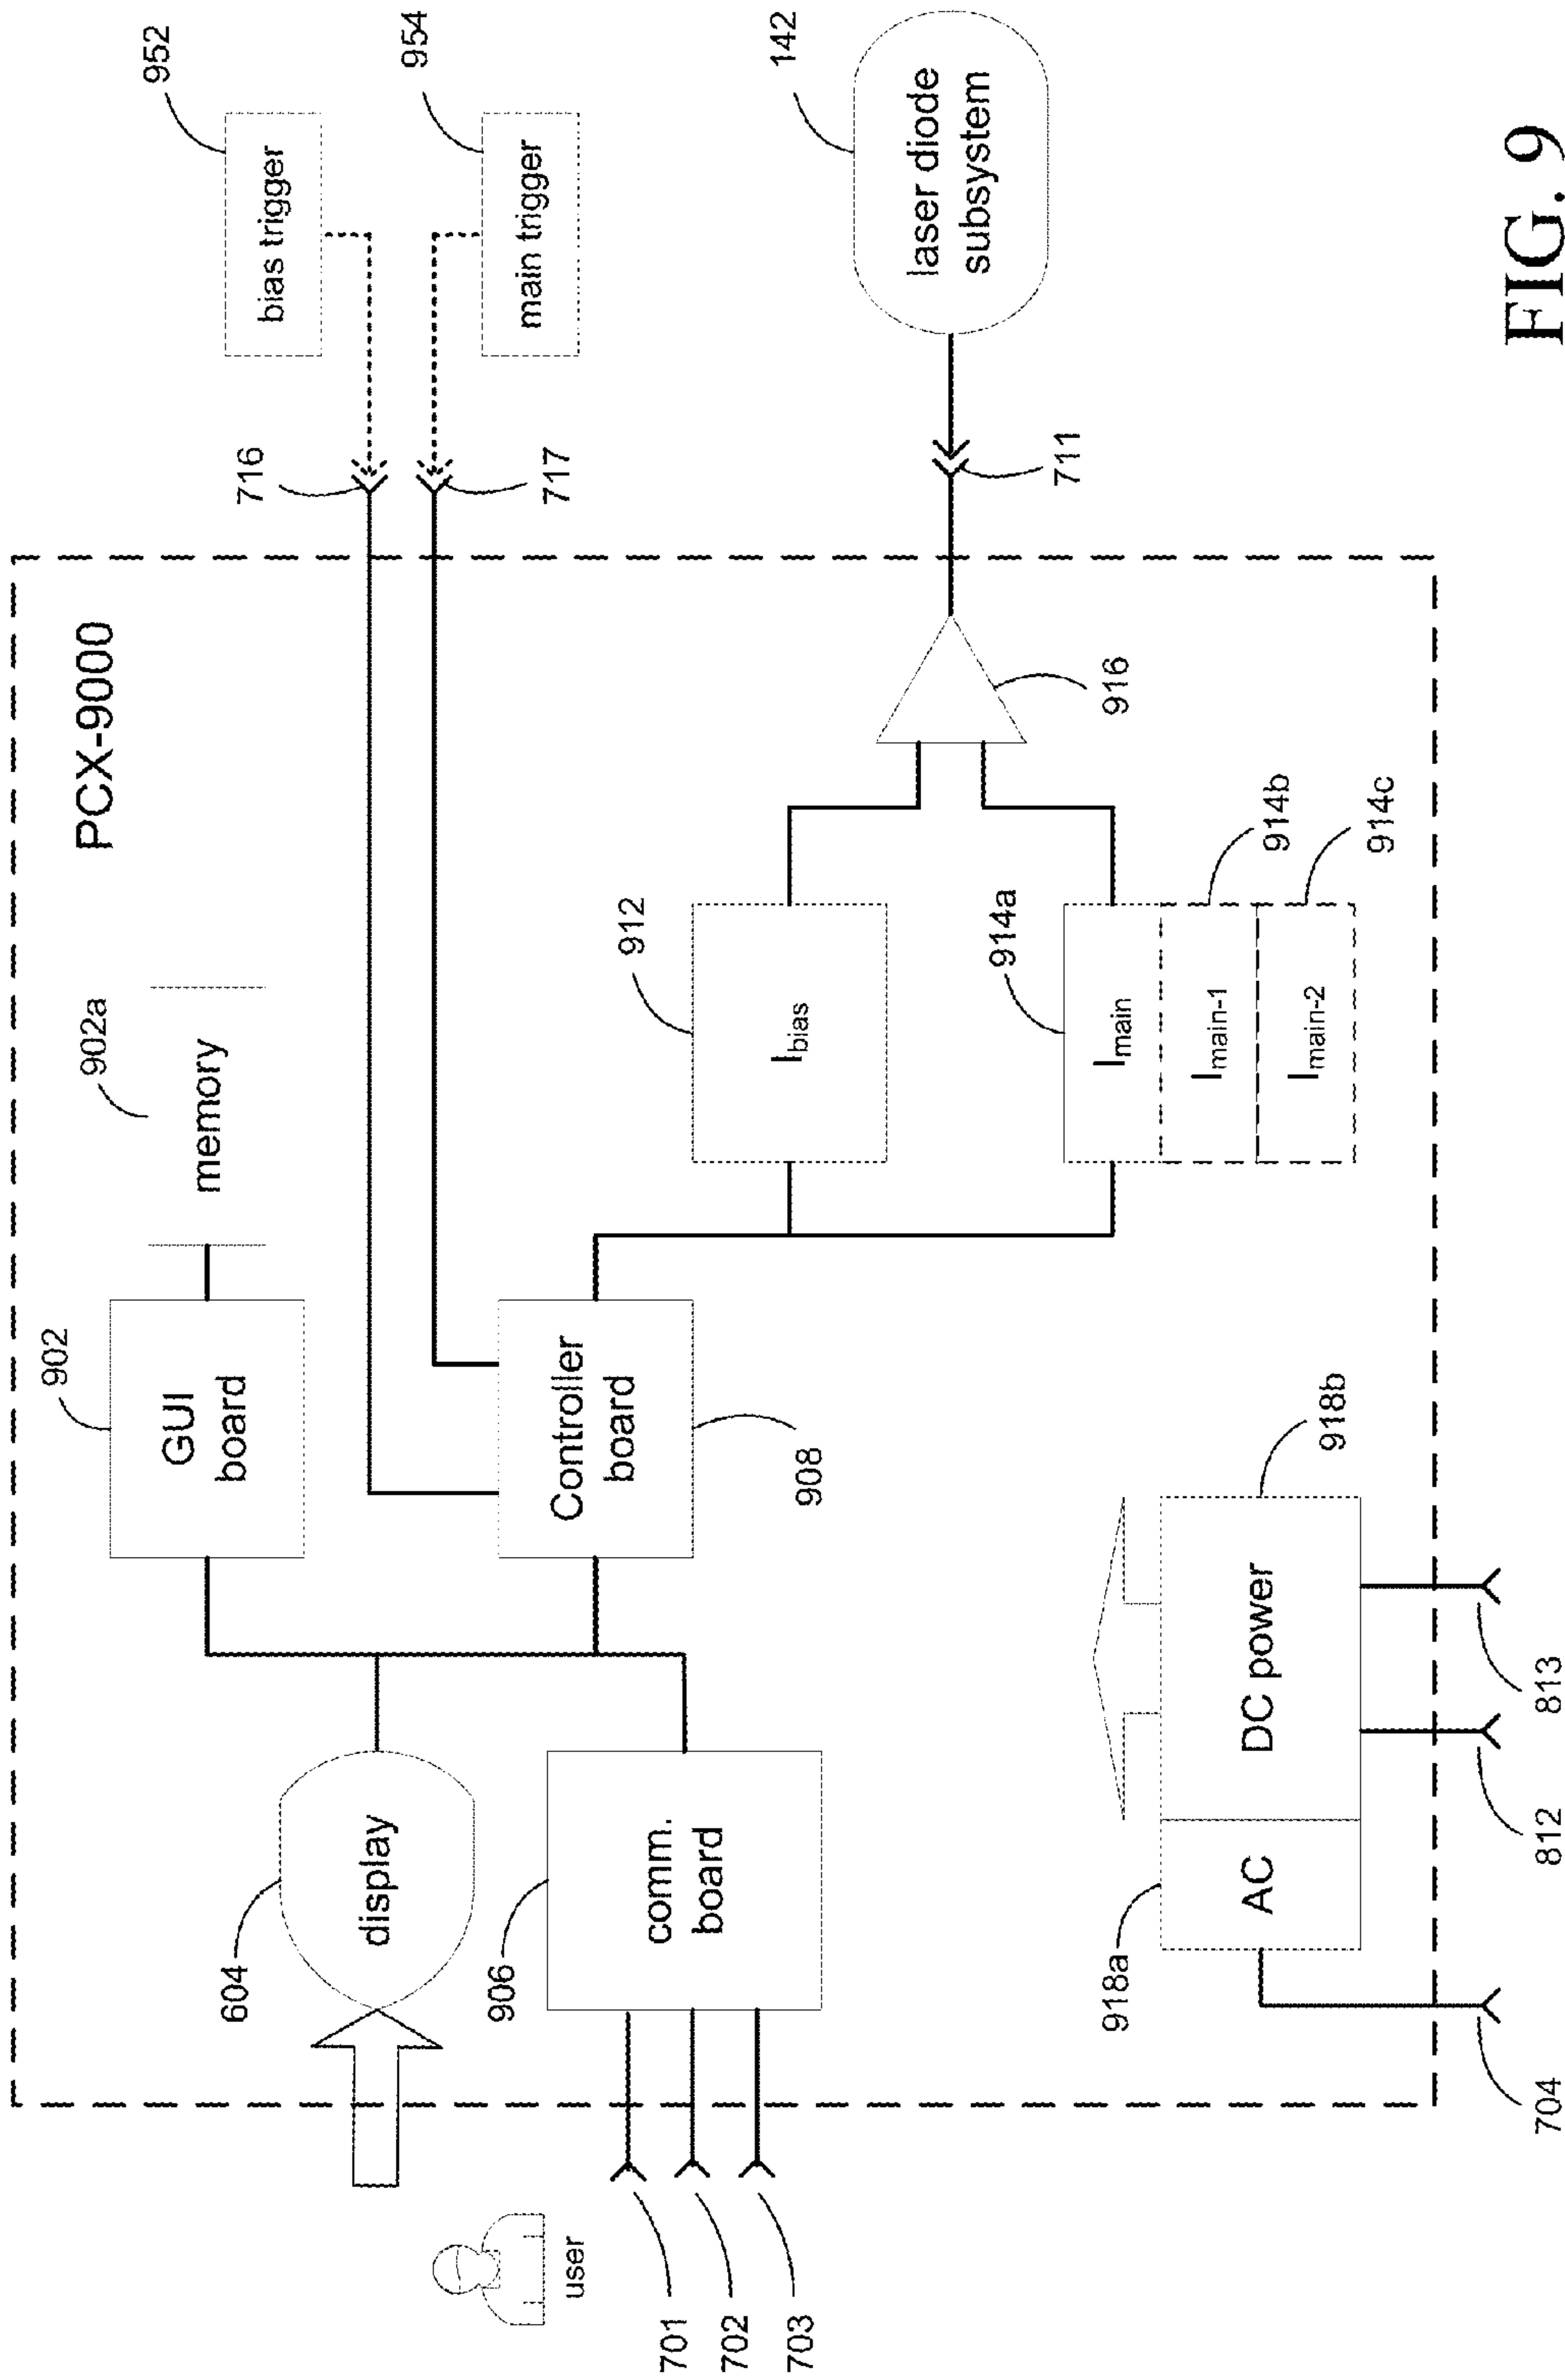 PCX-9000
902
GUI
board
902a
memory
716
952
bias trigger
717
954
main trigger
604
display
user
906
comm.
board
701
702
703
Controller
board
908
912
Ibias
914a
Imain
Imain-1
914b
Imain-2
914c
916
711
142
laser diode
subsystem
918a
AC
DC power
918b
704
812
813
FIG. 9